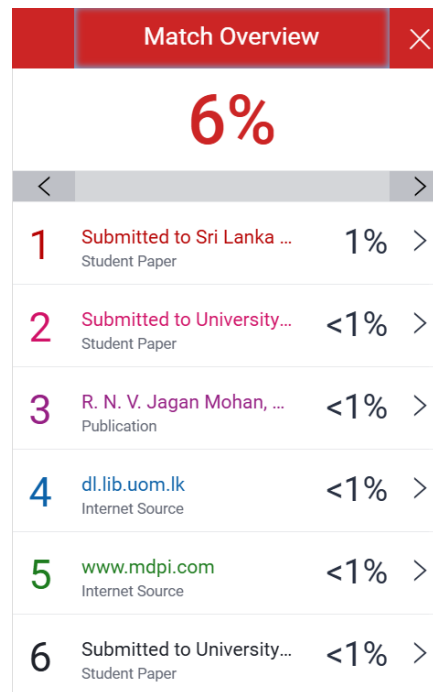 Match Overview
6%
1 Submitted to Sri Lanka ... 1%
Student Paper
2 Submitted to University... <1%
Student Paper
3 R. N. V. Jagan Mohan, ... <1%
Publication
4 dl.lib.uom.lk <1%
Internet Source
5 www.mdpi.com <1%
Internet Source
6 Submitted to University... <1%
Student Paper